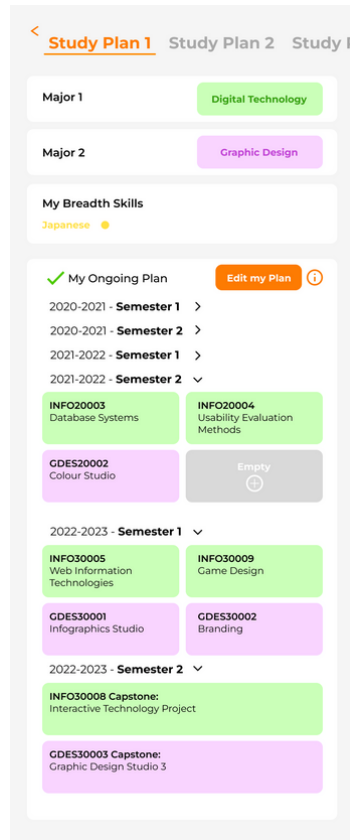 <
Study Plan 1 Study Plan 2 Study
Major 1 Digital Technology
Major 2 Graphic Design
My Breadth Skills
Japanese
My Ongoing Plan Edit my Plan i
2020-2021 - Semester 1 >
2020-2021 - Semester 2 >
2021-2022 - Semester 1 >
2021-2022 - Semester 2
INFO20003 INFO20004
Database Systems Usability Evaluation
Methods
GDES20002 Empty
Colour Studio
2022-2023 - Semester 1
INFO30005 INFO30009
Web Information Game Design
Technologies
GDES30001 GDES30002
Infographics Studio Branding
2022-2023 - Semester 2
INFO30008 Capstone:
Interactive Technology Project
GDES30003 Capstone:
Graphic Design Studio 3